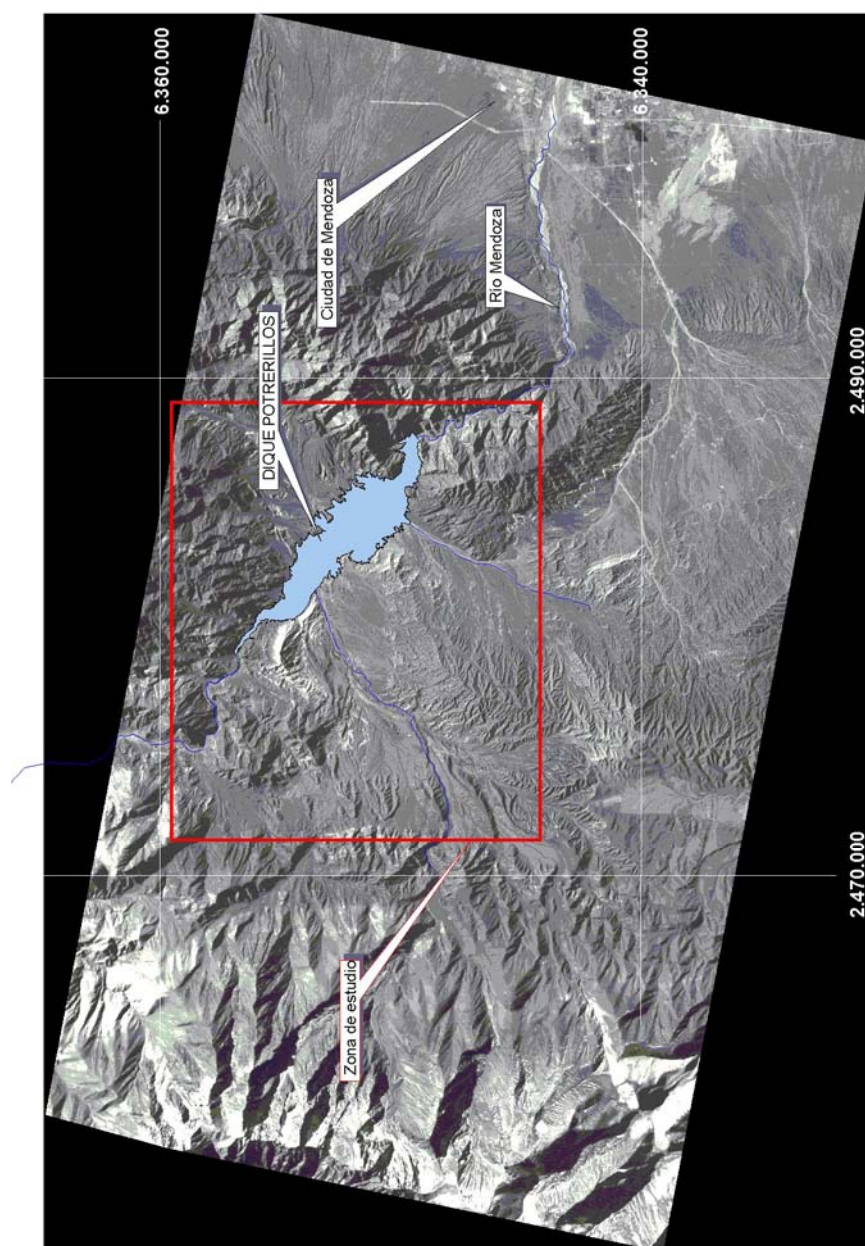 6.360.000
6.340.000
Ciudad de Mendoza
Rio Mendoza
DIQUE POTRERILLOS
2.490.000
2.470.000
Zona de estudio